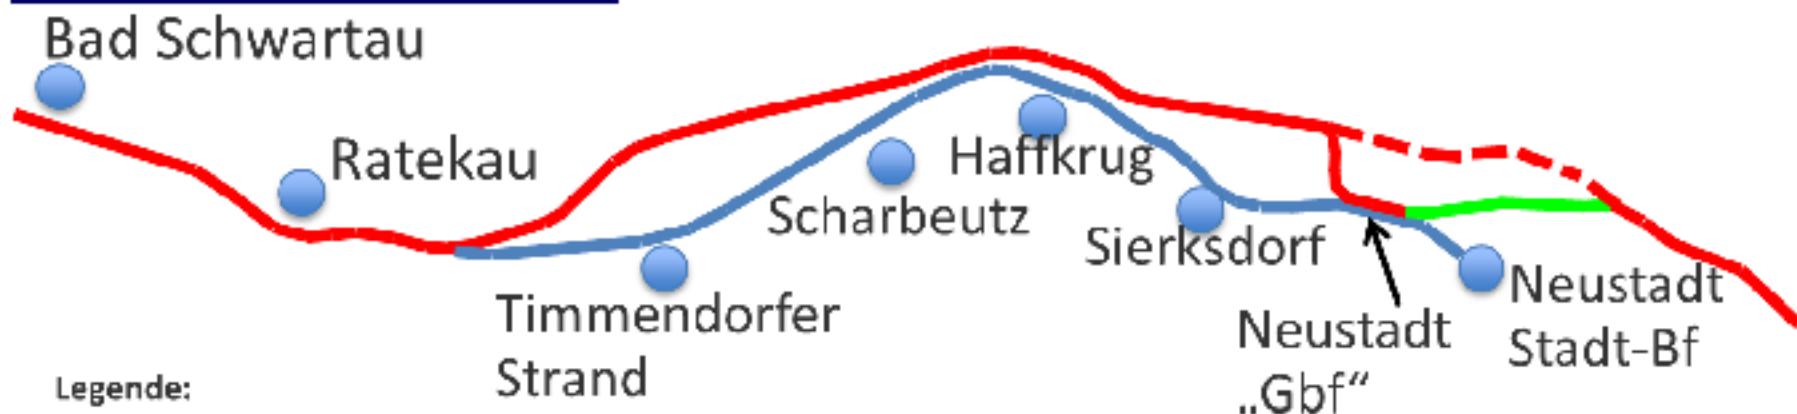 Bad Schwartau
Ratekau
Haffkrug
Scharbeutz
Sierksdorf
Timmendorfer
Strand
Neustadt
„Gbf“
Neustadt
Stadt-Bf
Legende: